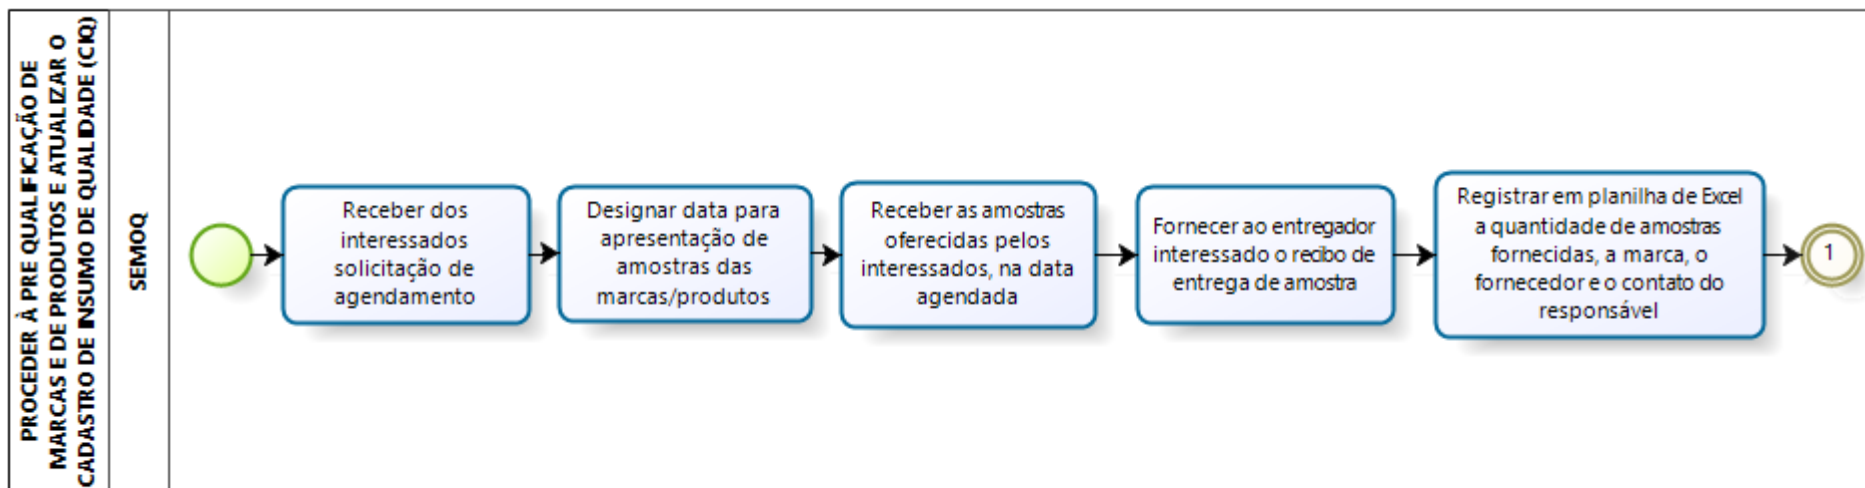 PROCEDER À PRE QUALIFICAÇÃO DE
MARCAS E DE PRODUTOS E ATUALIZAR O
CADASTRO DE INSUMO DE QUALIDADE (CIQ)
SEMOQ
Receber dos
interessados
solicitação de
agendamento
Designar data para
apresentação de
amostras das
marcas/produtos
Receber as amostras
oferecidas pelos
interessados, na data
agendada
Fornecer ao entregador
interessado o recibo de
entrega de amostra
Registrar em planilha de Excel
a quantidade de amostras
fornecidas, a marca, o
fornecedor e o contato do
responsável
1